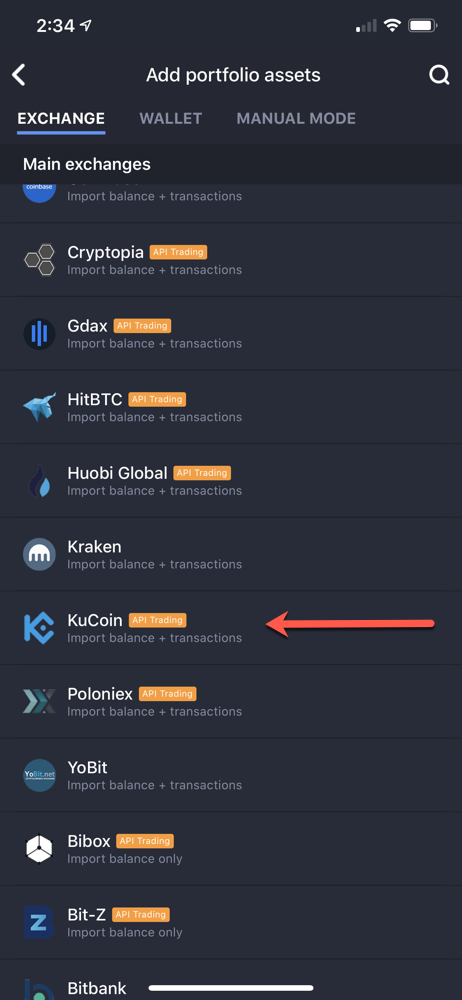 2:34
Add portfolio assets
EXCHANGE WALLET MANUAL MODE
Main exchanges
coinbase
Import balance + transactions
Cryptopia API Trading
Import balance + transactions
Gdax API Trading
Import balance + transactions
HitBTC API Trading
Import balance + transactions
Huobi Global API Trading
Import balance + transactions
Kraken
Import balance + transactions
KuCoin API Trading
Import balance + transactions
Poloniex API Trading
Import balance + transactions
YoBit.net
YoBit
Import balance + transactions
Bibox API Trading
Import balance only
Bit-Z API Trading
Import balance only
Bitbank